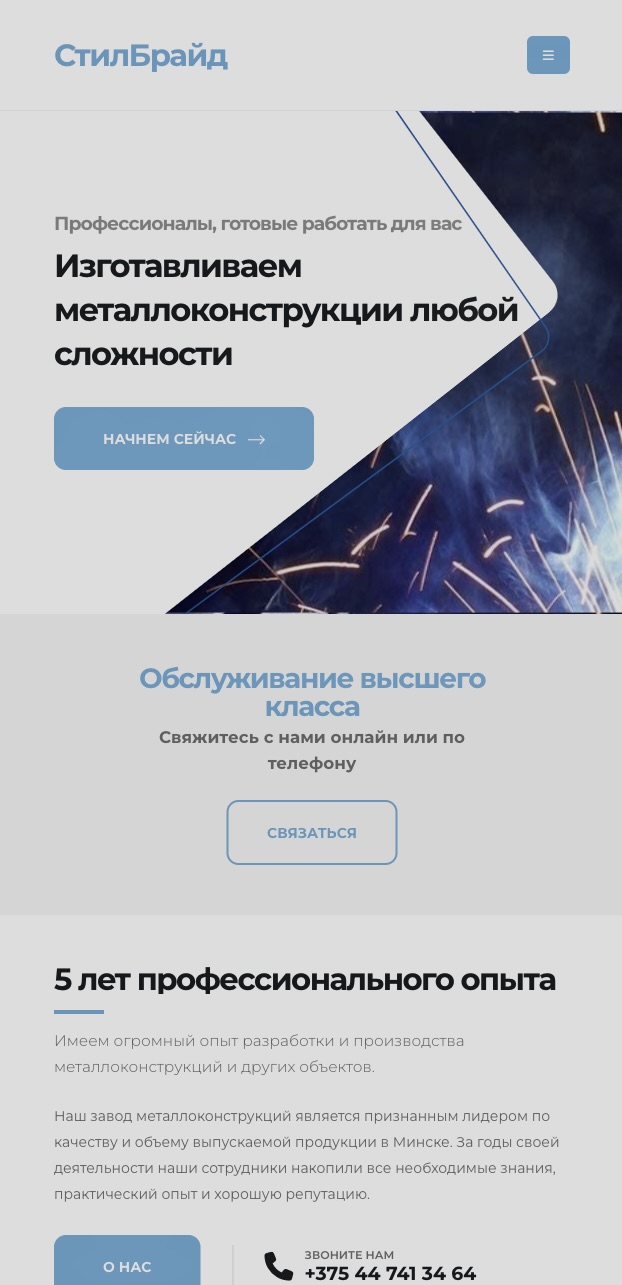 СтилБрайд
Профессионалы, готовые работать для вас
Изготавливаем
металлоконструкции любой
сложности
НАЧНЕМ СЕЙЧАС
Обслуживание высшего
класса
Свяжитесь с нами онлайн или по
телефону
СВЯЗАТЬСЯ
5 лет профессионального опыта
Имеем огромный опыт разработки и производства
металлоконструкций и других объектов.
Наш завод металлоконструкций является признанным лидером по
качеству и объему выпускаемой продукции в Минске. За годы своей
деятельности наши сотрудники накопили все необходимые знания,
практический опыт и хорошую репутацию.
О НАС
ЗВОНИТЕ НАМ
+375 44 741 34 64